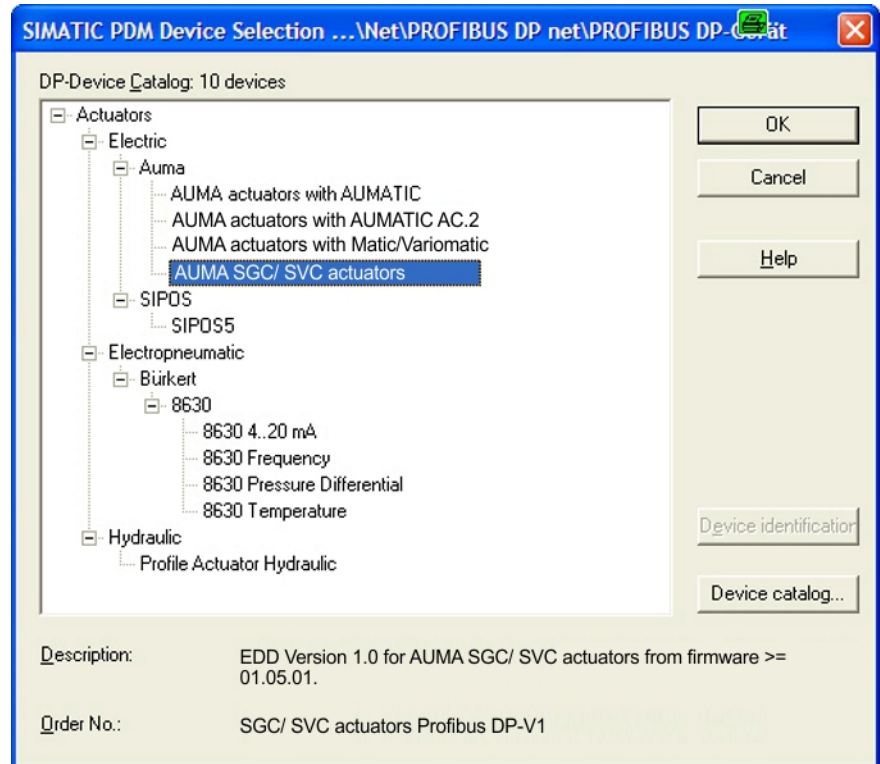 SIMATIC PDM Device Selection ...\Net\PROFIBUS DP net\PROFIBUS DP-Gerät
DP-Device Catalog: 10 devices
Actuators
Electric
Auma
AUMA actuators with AUMATIC
AUMA actuators with AUMATIC AC.2
AUMA actuators with Matic/Variomatic
AUMA SGC/ SVC actuators
SIPOS
SIPOS5
Electropneumatic
Bürkert
8630
8630 4..20 mA
8630 Frequency
8630 Pressure Differential
8630 Temperature
Hydraulic
Profile Actuator Hydraulic
OK
Cancel
Help
Device identification
Device catalog...
Description: EDD Version 1.0 for AUMA SGC/ SVC actuators from firmware >=
01.05.01.
Order No.: SGC/ SVC actuators Profibus DP-V1